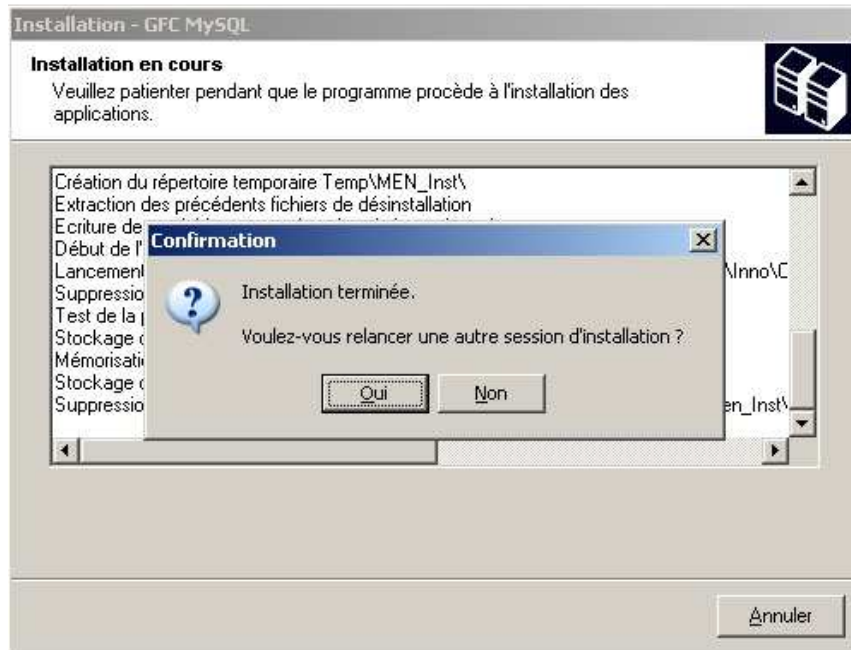 Installation - GFC MySQL
Installation en cours
Veuillez patienter pendant que le programme procède à l'installation des
applications.
Création du répertoire temporaire Temp\MEN_Inst\
Extraction des précédents fichiers de désinstallation
Ecriture de
Début de l'
Lancement \Inno\C
Suppressio
Test de la
Stockage
Mémorisati
Stockage
Suppressio en_Inst\
Confirmation
Installation terminée.
Voulez-vous relancer une autre session d'installation ?
Oui Non
Annuler